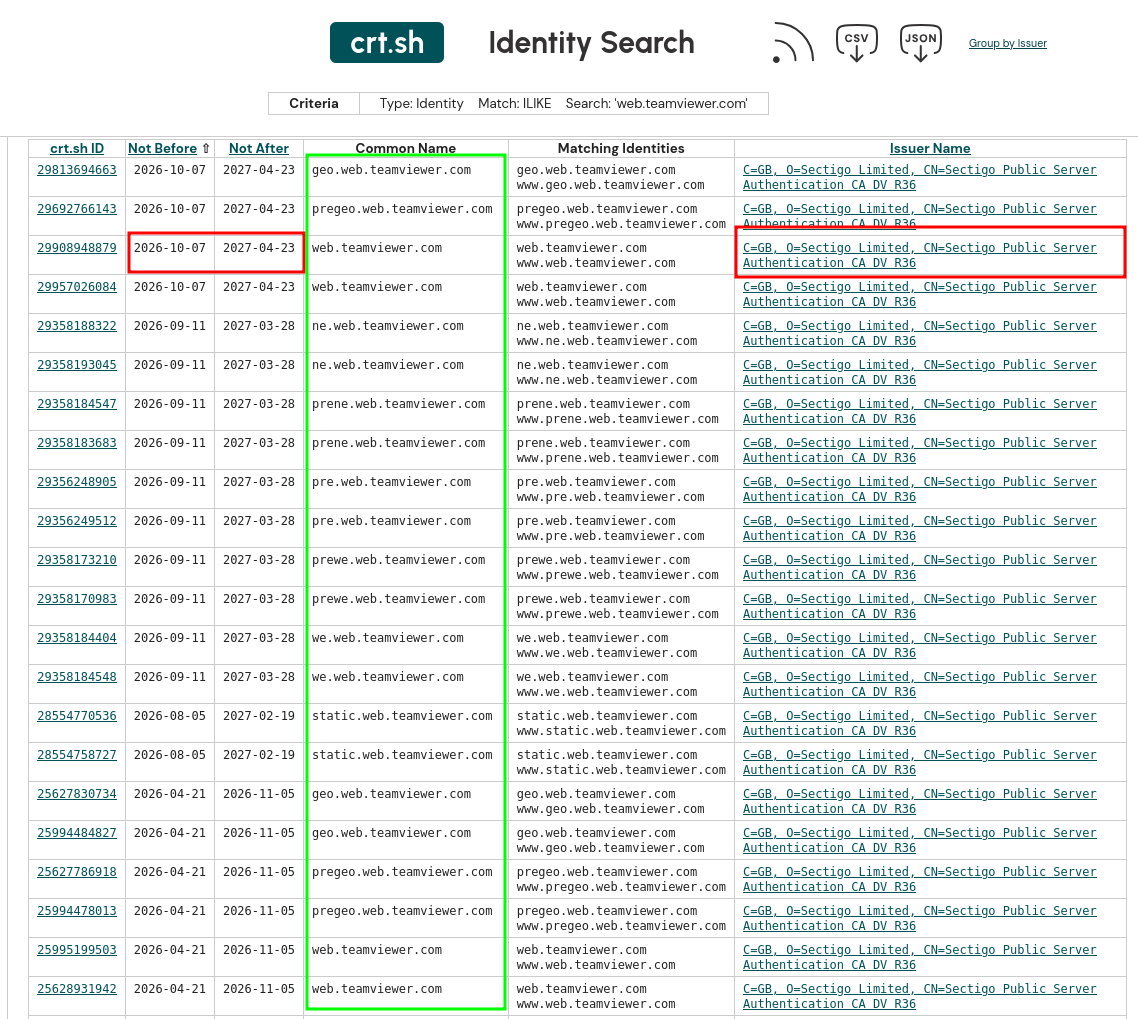 crt.sh Identity Search CSV JSON Group by Issuer
Criteria Type: Identity Match: ILIKE Search: 'web.teamviewer.com'
crt.sh ID Not Before ⇧ Not After Common Name Matching Identities Issuer Name
29813694663 2026-10-07 2027-04-23 geo.web.teamviewer.com geo.web.teamviewer.com C=GB, O=Sectigo Limited, CN=Sectigo Public Server
www.geo.web.teamviewer.com Authentication CA DV R36
29692766143 2026-10-07 2027-04-23 pregeo.web.teamviewer.com pregeo.web.teamviewer.com C=GB, O=Sectigo Limited, CN=Sectigo Public Server
www.pregeo.web.teamviewer.com Authentication CA DV R36
29908948879 2026-10-07 2027-04-23 web.teamviewer.com web.teamviewer.com C=GB, O=Sectigo Limited, CN=Sectigo Public Server
www.web.teamviewer.com Authentication CA DV R36
29957026084 2026-10-07 2027-04-23 web.teamviewer.com web.teamviewer.com C=GB, O=Sectigo Limited, CN=Sectigo Public Server
www.web.teamviewer.com Authentication CA DV R36
29358188322 2026-09-11 2027-03-28 ne.web.teamviewer.com ne.web.teamviewer.com C=GB, O=Sectigo Limited, CN=Sectigo Public Server
www.ne.web.teamviewer.com Authentication CA DV R36
29358193045 2026-09-11 2027-03-28 ne.web.teamviewer.com ne.web.teamviewer.com C=GB, O=Sectigo Limited, CN=Sectigo Public Server
www.ne.web.teamviewer.com Authentication CA DV R36
29358184547 2026-09-11 2027-03-28 prene.web.teamviewer.com prene.web.teamviewer.com C=GB, O=Sectigo Limited, CN=Sectigo Public Server
www.prene.web.teamviewer.com Authentication CA DV R36
29358183683 2026-09-11 2027-03-28 prene.web.teamviewer.com prene.web.teamviewer.com C=GB, O=Sectigo Limited, CN=Sectigo Public Server
www.prene.web.teamviewer.com Authentication CA DV R36
29356248905 2026-09-11 2027-03-28 pre.web.teamviewer.com pre.web.teamviewer.com C=GB, O=Sectigo Limited, CN=Sectigo Public Server
www.pre.web.teamviewer.com Authentication CA DV R36
29356249512 2026-09-11 2027-03-28 pre.web.teamviewer.com pre.web.teamviewer.com C=GB, O=Sectigo Limited, CN=Sectigo Public Server
www.pre.web.teamviewer.com Authentication CA DV R36
29358173210 2026-09-11 2027-03-28 prewe.web.teamviewer.com prewe.web.teamviewer.com C=GB, O=Sectigo Limited, CN=Sectigo Public Server
www.prewe.web.teamviewer.com Authentication CA DV R36
29358170983 2026-09-11 2027-03-28 prewe.web.teamviewer.com prewe.web.teamviewer.com C=GB, O=Sectigo Limited, CN=Sectigo Public Server
www.prewe.web.teamviewer.com Authentication CA DV R36
29358184404 2026-09-11 2027-03-28 we.web.teamviewer.com we.web.teamviewer.com C=GB, O=Sectigo Limited, CN=Sectigo Public Server
www.we.web.teamviewer.com Authentication CA DV R36
29358184548 2026-09-11 2027-03-28 we.web.teamviewer.com we.web.teamviewer.com C=GB, O=Sectigo Limited, CN=Sectigo Public Server
www.we.web.teamviewer.com Authentication CA DV R36
28554770536 2026-08-05 2027-02-19 static.web.teamviewer.com static.web.teamviewer.com C=GB, O=Sectigo Limited, CN=Sectigo Public Server
www.static.web.teamviewer.com Authentication CA DV R36
28554758727 2026-08-05 2027-02-19 static.web.teamviewer.com static.web.teamviewer.com C=GB, O=Sectigo Limited, CN=Sectigo Public Server
www.static.web.teamviewer.com Authentication CA DV R36
25627830734 2026-04-21 2026-11-05 geo.web.teamviewer.com geo.web.teamviewer.com C=GB, O=Sectigo Limited, CN=Sectigo Public Server
www.geo.web.teamviewer.com Authentication CA DV R36
25994484827 2026-04-21 2026-11-05 geo.web.teamviewer.com geo.web.teamviewer.com C=GB, O=Sectigo Limited, CN=Sectigo Public Server
www.geo.web.teamviewer.com Authentication CA DV R36
25627786918 2026-04-21 2026-11-05 pregeo.web.teamviewer.com pregeo.web.teamviewer.com C=GB, O=Sectigo Limited, CN=Sectigo Public Server
www.pregeo.web.teamviewer.com Authentication CA DV R36
25994478013 2026-04-21 2026-11-05 pregeo.web.teamviewer.com pregeo.web.teamviewer.com C=GB, O=Sectigo Limited, CN=Sectigo Public Server
www.pregeo.web.teamviewer.com Authentication CA DV R36
25995199503 2026-04-21 2026-11-05 web.teamviewer.com web.teamviewer.com C=GB, O=Sectigo Limited, CN=Sectigo Public Server
www.web.teamviewer.com Authentication CA DV R36
25628931942 2026-04-21 2026-11-05 web.teamviewer.com web.teamviewer.com C=GB, O=Sectigo Limited, CN=Sectigo Public Server
www.web.teamviewer.com Authentication CA DV R36